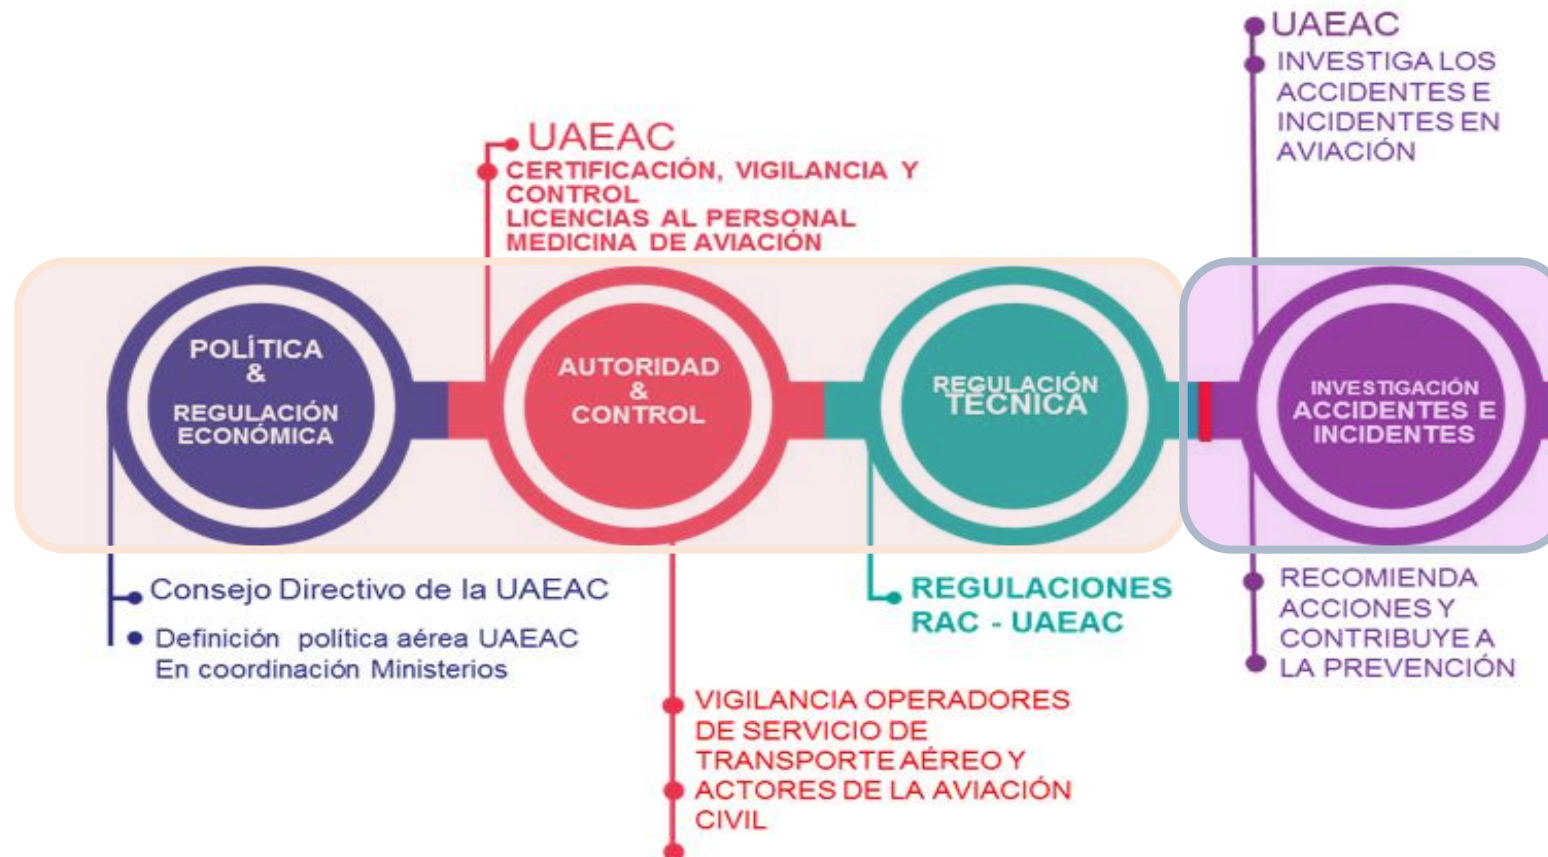 UAEAC
INVESTIGA LOS
ACCIDENTES E
INCIDENTES EN
AVIACIÓN
UAEAC
CERTIFICACIÓN, VIGILANCIA Y
CONTROL
LICENCIAS AL PERSONAL
MEDICINA DE AVIACIÓN
POLÍTICA
&
REGULACIÓN
ECONÓMICA
AUTORIDAD
&
CONTROL
REGULACIÓN
TECNICA
INVESTIGACIÓN
ACCIDENTES E
INCIDENTES
Consejo Directivo de la UAEAC
Definición política aérea UAEAC
En coordinación Ministerios
REGULACIONES
RAC - UAEAC
RECOMIENDA
ACCIONES Y
CONTRIBUYE A
LA PREVENCIÓN
VIGILANCIA OPERADORES
DE SERVICIO DE
TRANSPORTE AÉREO Y
ACTORES DE LA AVIACIÓN
CIVIL